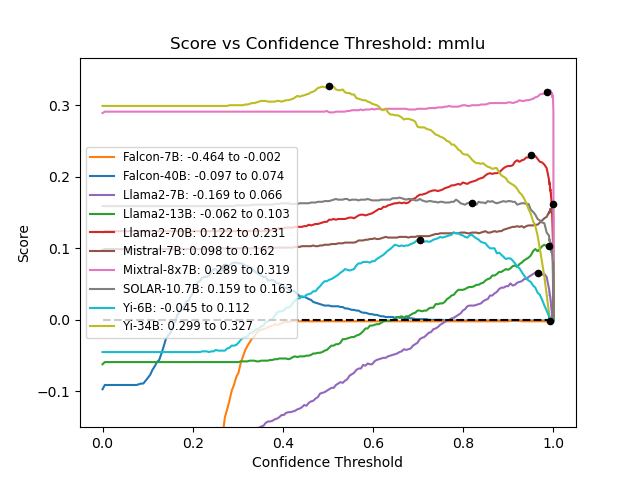 Score vs Confidence Threshold: mmlu
Score
0.3
0.2
0.1
0.0
−0.1
Falcon-7B: -0.464 to -0.002
Falcon-40B: -0.097 to 0.074
Llama2-7B: -0.169 to 0.066
Llama2-13B: -0.062 to 0.103
Llama2-70B: 0.122 to 0.231
Mistral-7B: 0.098 to 0.162
Mixtral-8x7B: 0.289 to 0.319
SOLAR-10.7B: 0.159 to 0.163
Yi-6B: -0.045 to 0.112
Yi-34B: 0.299 to 0.327
0.0 0.2 0.4 0.6 0.8 1.0
Confidence Threshold